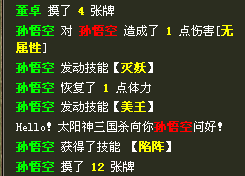 董卓 摸了 4 张牌
孙悟空 对 孙悟空 造成了 1 点伤害[无
属性]
孙悟空 发动技能【灭妖】
孙悟空 恢复了 1 点体力
孙悟空 发动技能【美王】
Hello! 太阳神三国杀向你孙悟空问好!
孙悟空 获得了技能 【陷阵】
孙悟空 摸了 12 张牌